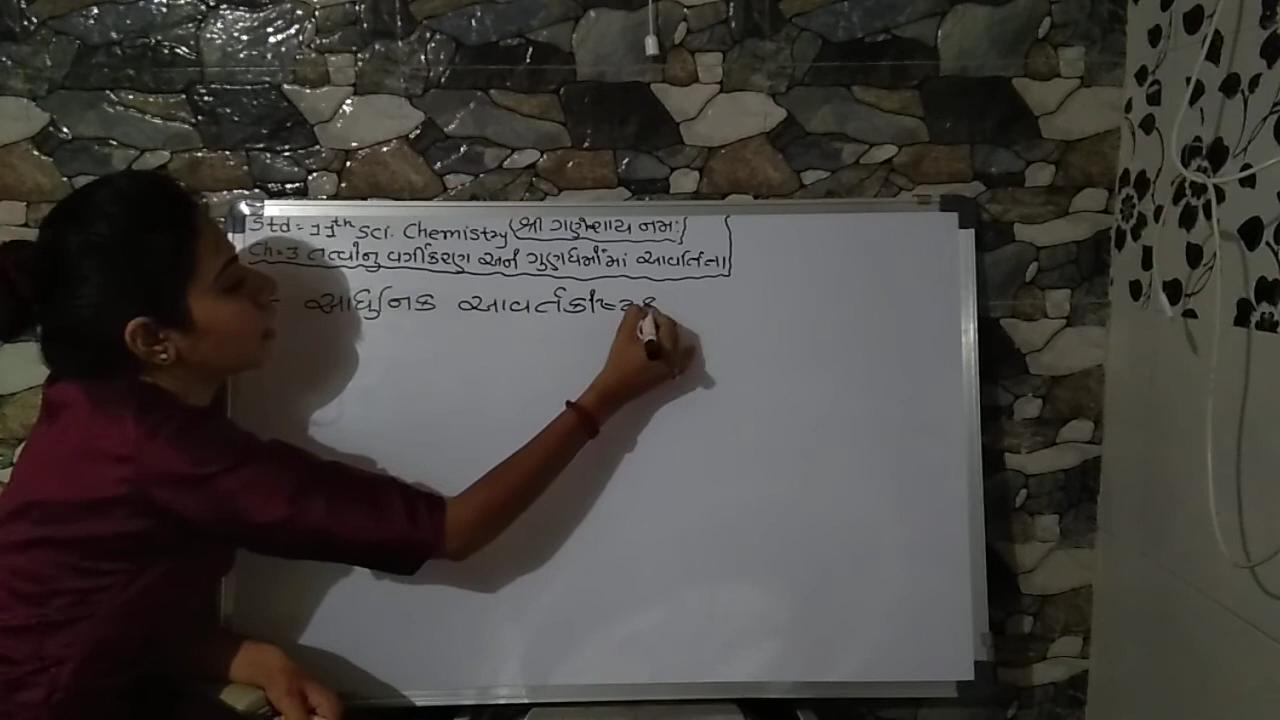 Std = 11th Sci. Chemistry (શ્રી ગણેશાય નમઃ)
Ch = 3 તત્વોનુ વર્ગીકરણ અને ગુણધર્મોમાં આવર્તિતા
આધુનિક આવર્તકોષ્ટક